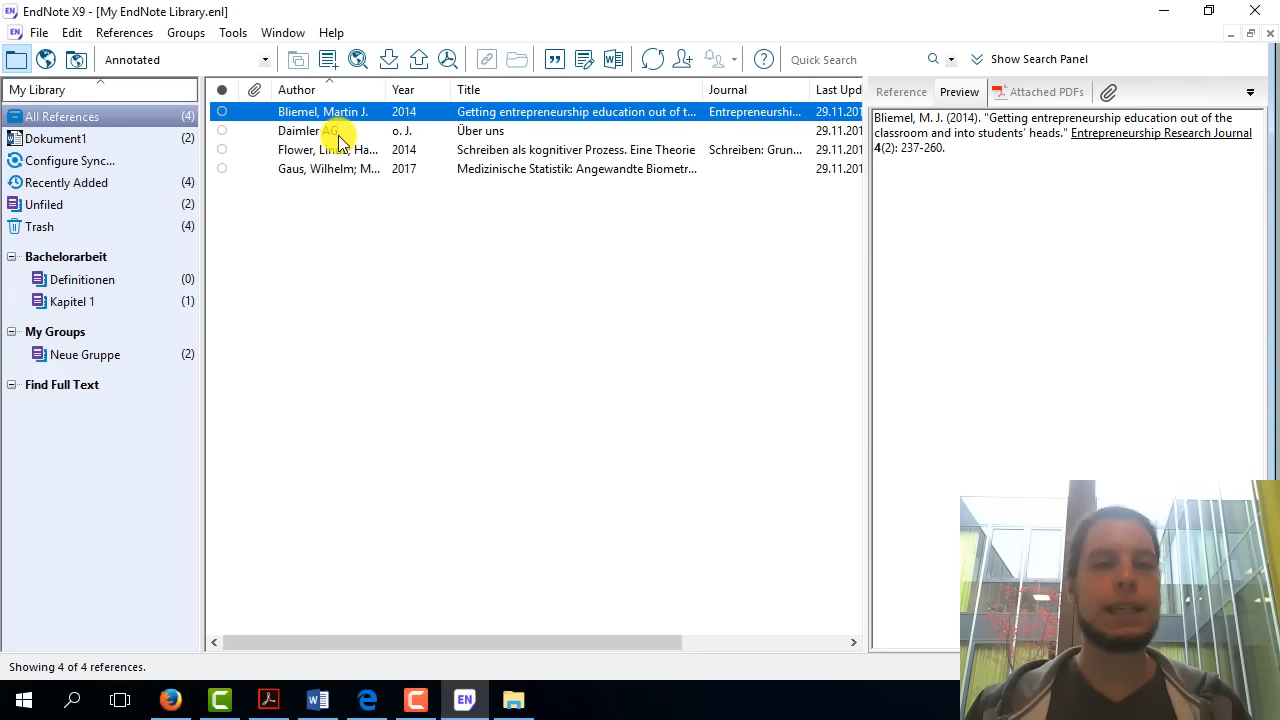 EndNote X9 - [My EndNote Library.enl]
File Edit References Groups Tools Window Help
Annotated
Quick Search
Show Search Panel
My Library
Author Year Title Journal Last Upd
Reference Preview Attached PDFs
All References (4)
Dokument1 (2)
Configure Sync...
Recently Added (4)
Unfiled (2)
Trash (4)
Bachelorarbeit
Definitionen (0)
Kapitel 1 (1)
My Groups
Neue Gruppe (2)
Find Full Text
Bliemel, Martin J. 2014 Getting entrepreneurship education out of t... Entrepreneurshi... 29.11.201
Daimler AG o. J. Über uns 29.11.201
Flower, Linda; Ha... 2014 Schreiben als kognitiver Prozess. Eine Theorie Schreiben: Grun... 29.11.201
Gaus, Wilhelm; M... 2017 Medizinische Statistik: Angewandte Biometr... 29.11.201
Bliemel, M. J. (2014). "Getting entrepreneurship education out of the
classroom and into students’ heads." Entrepreneurship Research Journal
4(2): 237-260.
Showing 4 of 4 references.
EN